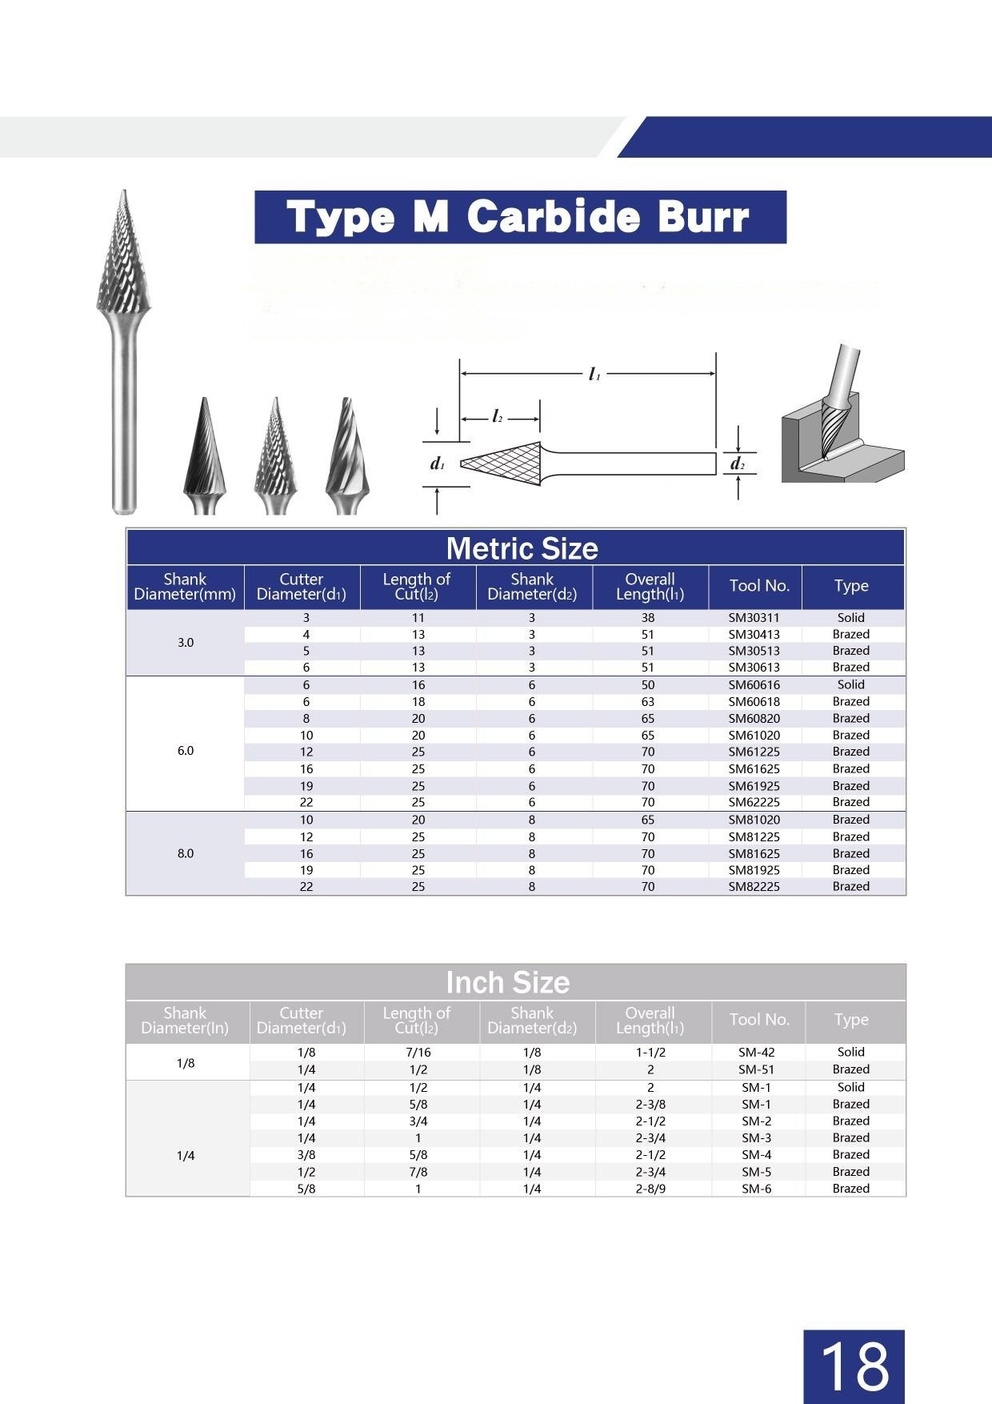 Type M Carbide Burr
l1
l2
d1
d2
Metric Size
Shank Diameter(mm) Cutter Diameter(d1) Length of Cut(l2) Shank Diameter(d2) Overall Length(l1) Tool No. Type
3.0
3 11 3 38 SM30311 Solid
4 13 3 51 SM30413 Brazed
5 13 3 51 SM30513 Brazed
6 13 3 51 SM30613 Brazed
6.0
6 16 6 50 SM60616 Solid
6 18 6 63 SM60618 Brazed
8 20 6 65 SM60820 Brazed
10 20 6 65 SM61020 Brazed
12 25 6 70 SM61225 Brazed
16 25 6 70 SM61625 Brazed
19 25 6 70 SM61925 Brazed
22 25 6 70 SM62225 Brazed
8.0
10 20 8 65 SM81020 Brazed
12 25 8 70 SM81225 Brazed
16 25 8 70 SM81625 Brazed
19 25 8 70 SM81925 Brazed
22 25 8 70 SM82225 Brazed
Inch Size
Shank Diameter(In) Cutter Diameter(d1) Length of Cut(l2) Shank Diameter(d2) Overall Length(l1) Tool No. Type
1/8
1/8 7/16 1/8 1-1/2 SM-42 Solid
1/4 1/2 1/8 2 SM-51 Brazed
1/4
1/4 1/2 1/4 2 SM-1 Solid
1/4 5/8 1/4 2-3/8 SM-1 Brazed
1/4 3/4 1/4 2-1/2 SM-2 Brazed
1/4 1 1/4 2-3/4 SM-3 Brazed
3/8 5/8 1/4 2-1/2 SM-4 Brazed
1/2 7/8 1/4 2-3/4 SM-5 Brazed
5/8 1 1/4 2-8/9 SM-6 Brazed
18